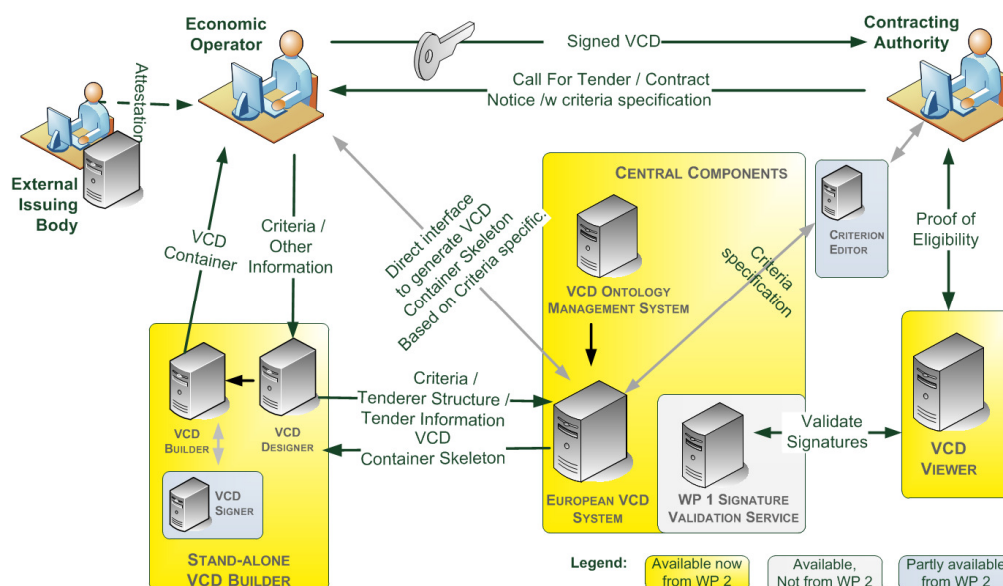 Economic
Operator
Contracting
Authority
Signed VCD
Call For Tender / Contract
Notice /w criteria specification
Attestation
External
Issuing
Body
VCD
Container
Criteria /
Other
Information
Direct interface
to generate VCD
Container Skeleton
Based on Criteria specific.
CENTRAL COMPONENTS
VCD ONTOLOGY
MANAGEMENT SYSTEM
Criteria
specification
CRITERION
EDITOR
Proof of
Eligibility
VCD
BUILDER
VCD
DESIGNER
Criteria /
Tenderer Structure /
Tender Information
VCD
Container Skeleton
VCD
SIGNER
STAND-ALONE
VCD BUILDER
EUROPEAN VCD
SYSTEM
WP 1 SIGNATURE
VALIDATION SERVICE
Validate
Signatures
VCD
VIEWER
Legend:
Available now
from WP 2
Available,
Not from WP 2
Partly available
from WP 2